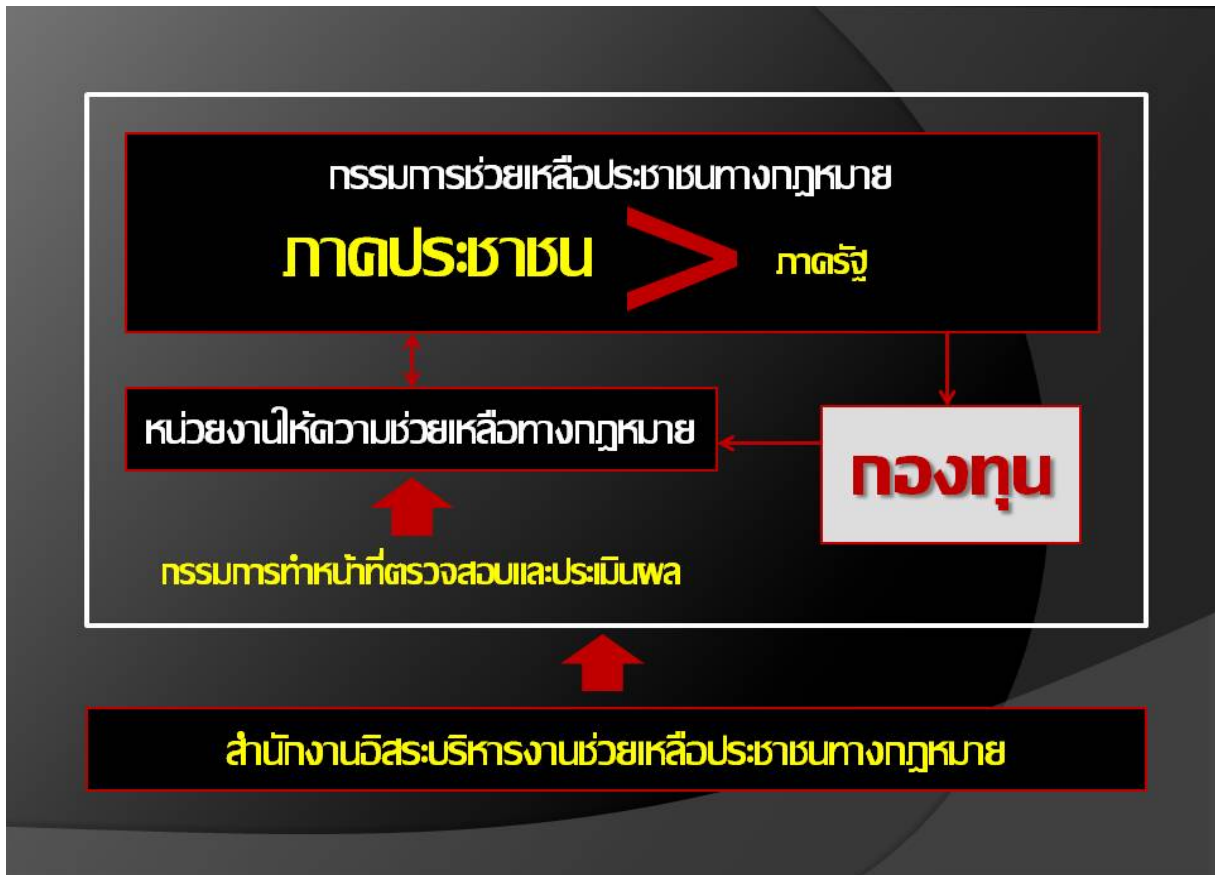 กรรมการช่วยเหลือประชาชนทางกฎหมาย
ภาคประชาชน > ภาครัฐ
หน่วยงานให้ความช่วยเหลือทางกฎหมาย
กองทุน
กรรมการทำหน้าที่ตรวจสอบและประเมินผล
สำนักงานอิสระบริหารงานช่วยเหลือประชาชนทางกฎหมาย